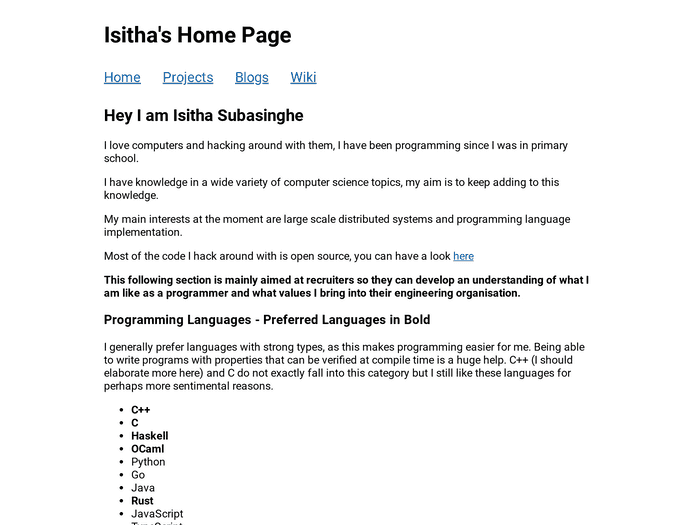 Isitha's Home Page
Home Projects Blogs Wiki
Hey I am Isitha Subasinghe
I love computers and hacking around with them, I have been programming since I was in primary
school.
I have knowledge in a wide variety of computer science topics, my aim is to keep adding to this
knowledge.
My main interests at the moment are large scale distributed systems and programming language
implementation.
Most of the code I hack around with is open source, you can have a look here
This following section is mainly aimed at recruiters so they can develop an understanding of what I
am like as a programmer and what values I bring into their engineering organisation.
Programming Languages - Preferred Languages in Bold
I generally prefer languages with strong types, as this makes programming easier for me. Being able
to write programs with properties that can be verified at compile time is a huge help. C++ (I should
elaborate more here) and C do not exactly fall into this category but I still like these languages for
perhaps more sentimental reasons.
• C++
• C
• Haskell
• OCaml
• Python
• Go
• Java
• Rust
• JavaScript